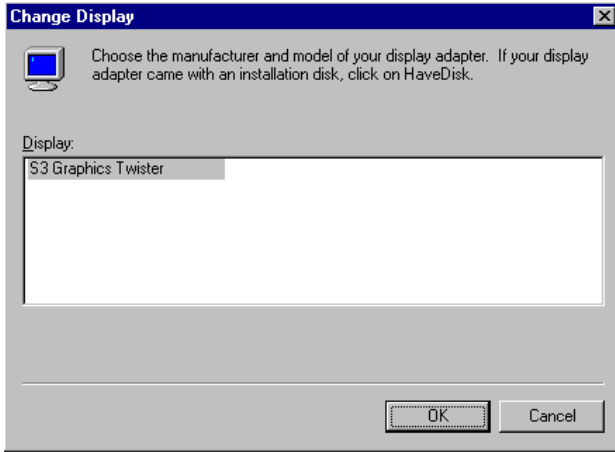 Change Display
Choose the manufacturer and model of your display adapter.  If your display
adapter came with an installation disk, click on HaveDisk.
Display:
S3 Graphics Twister
OK
Cancel